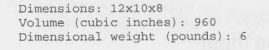 Dimensions: 12x10x8
Volume (cubic inches): 960
Dimensional weight (pounds): 6